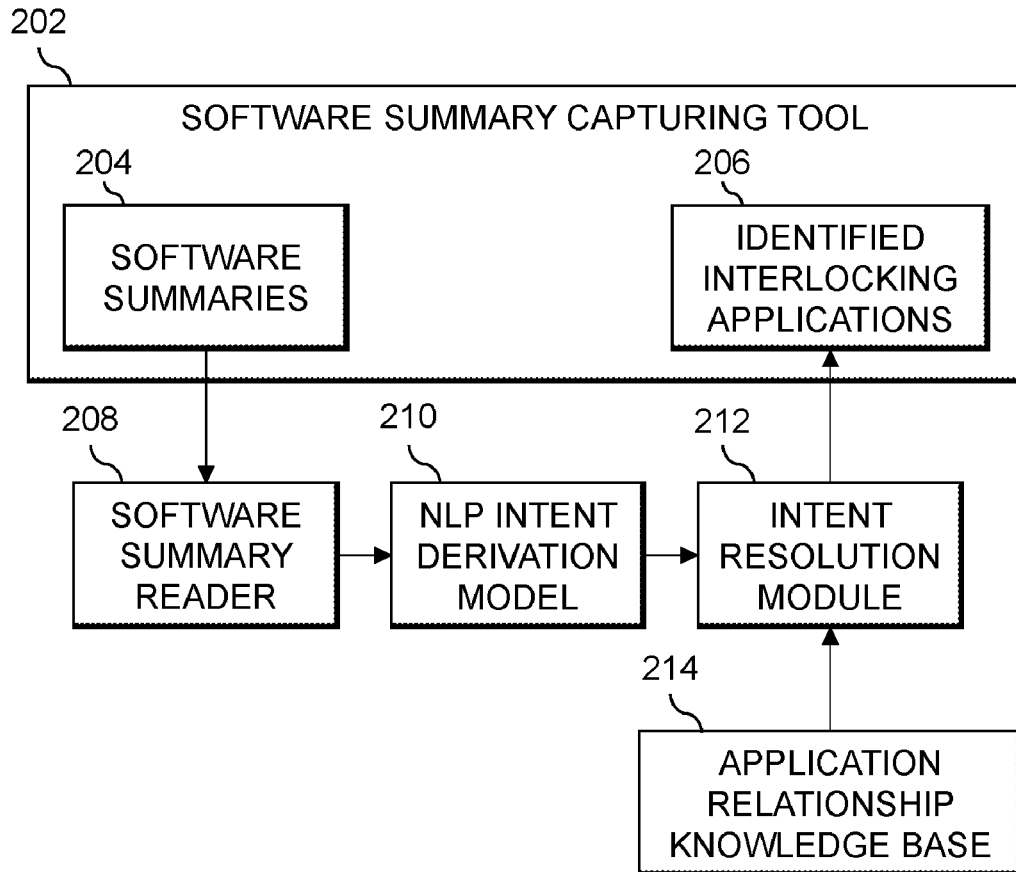 202
SOFTWARE SUMMARY CAPTURING TOOL
204
SOFTWARE
SUMMARIES
206
IDENTIFIED
INTERLOCKING
APPLICATIONS
208
SOFTWARE
SUMMARY
READER
210
NLP INTENT
DERIVATION
MODEL
212
INTENT
RESOLUTION
MODULE
214
APPLICATION
RELATIONSHIP
KNOWLEDGE BASE